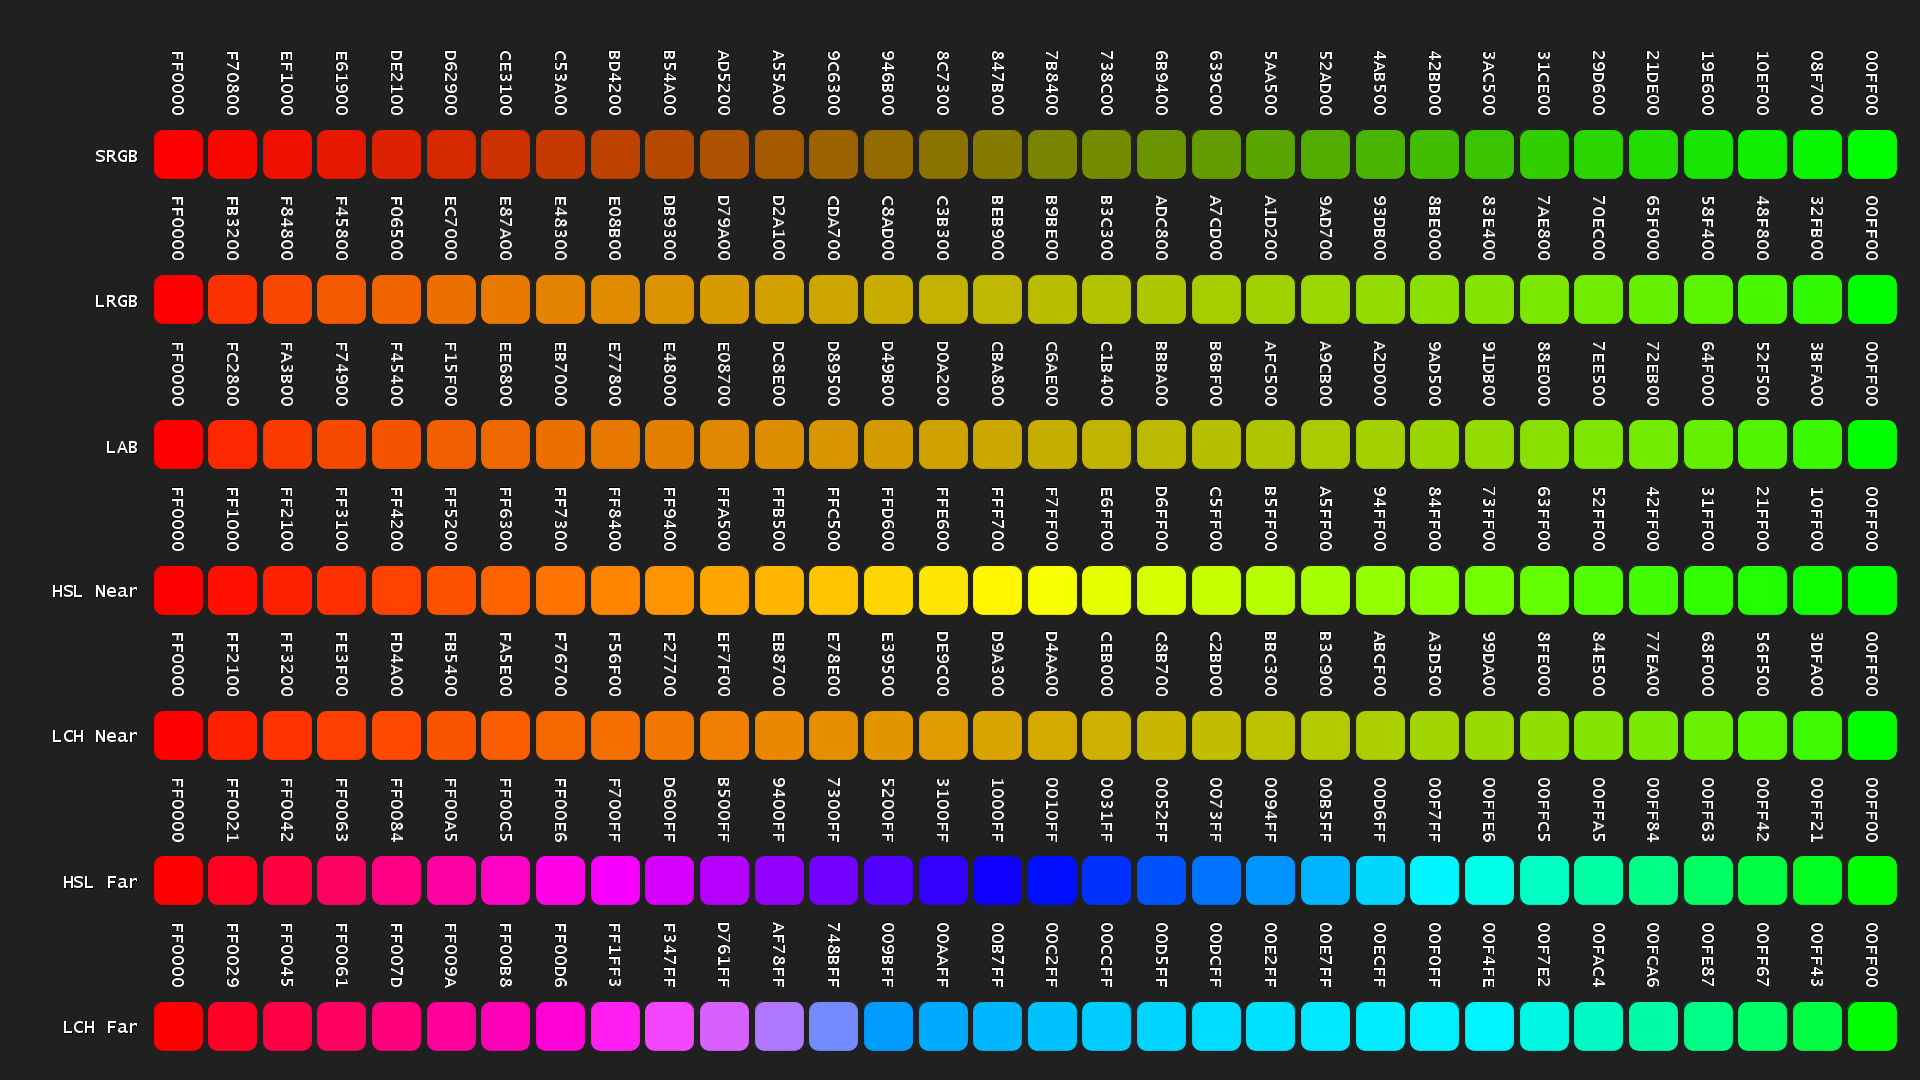 FF0000 F70800 EF1000 E61900 DE2100 D62900 CE3100 C53A00 BD4200 B54A00 AD5200 A55A00 9C6300 946B00 8C7300 847B00 7B8400 738C00 6B9400 639C00 5AA500 52AD00 4AB500 42BD00 3AC500 31CE00 29D600 21DE00 19E600 10EF00 08F700 00FF00
SRGB
FF0000 FB3200 F84800 F45800 F06500 EC7000 E87A00 E48300 E08B00 DB9300 D79A00 D2A100 CDA700 C8AD00 C3B300 BEB900 B9BE00 B3C300 ADC800 A7CD00 A1D200 9AD700 93DB00 8BE000 83E400 7AE800 70EC00 65F000 58F400 48F800 32FB00 00FF00
LRGB
FF0000 FC2800 FA3B00 F74900 F45400 F15F00 EE6800 EB7000 E77800 E48000 E08700 DC8E00 D89500 D49B00 D0A200 CBA800 C6AE00 C1B400 BBBA00 B6BF00 AFC500 A9CB00 A2D000 9AD500 91DB00 88E000 7EE500 72EB00 64F000 52F500 3BFA00 00FF00
LAB
FF0000 FF1000 FF2100 FF3100 FF4200 FF5200 FF6300 FF7300 FF8400 FF9400 FFA500 FFB500 FFC500 FFD600 FFE600 FFF700 F7FF00 E6FF00 D6FF00 C5FF00 B5FF00 A5FF00 94FF00 84FF00 73FF00 63FF00 52FF00 42FF00 31FF00 21FF00 10FF00 00FF00
HSL Near
FF0000 FF2100 FF3200 FE3F00 FD4A00 FB5400 FA5E00 F76700 F56F00 F27700 EF7F00 EB8700 E78E00 E39500 DE9C00 D9A300 D4AA00 CEB000 C8B700 C2BD00 BBC300 B3C900 ABCF00 A3D500 99DA00 8FE000 84E500 77EA00 68F000 56F500 3DFA00 00FF00
LCH Near
FF0000 FF0021 FF0042 FF0063 FF0084 FF00A5 FF00C5 FF00E6 F700FF D600FF B500FF 9400FF 7300FF 5200FF 3100FF 1000FF 0010FF 0031FF 0052FF 0073FF 0094FF 00B5FF 00D6FF 00F7FF 00FFE6 00FFC5 00FFA5 00FF84 00FF63 00FF42 00FF21 00FF00
HSL Far
FF0000 FF0029 FF0045 FF0061 FF007D FF009A FF00B8 FF00D6 FF1FF3 F347FF D761FF AF78FF 748BFF 009BFF 00AAFF 00B7FF 00C2FF 00CCFF 00D5FF 00DCFF 00E2FF 00E7FF 00ECFF 00F0FF 00F4FE 00F7E2 00FAC4 00FCA6 00FE87 00FF67 00FF43 00FF00
LCH Far